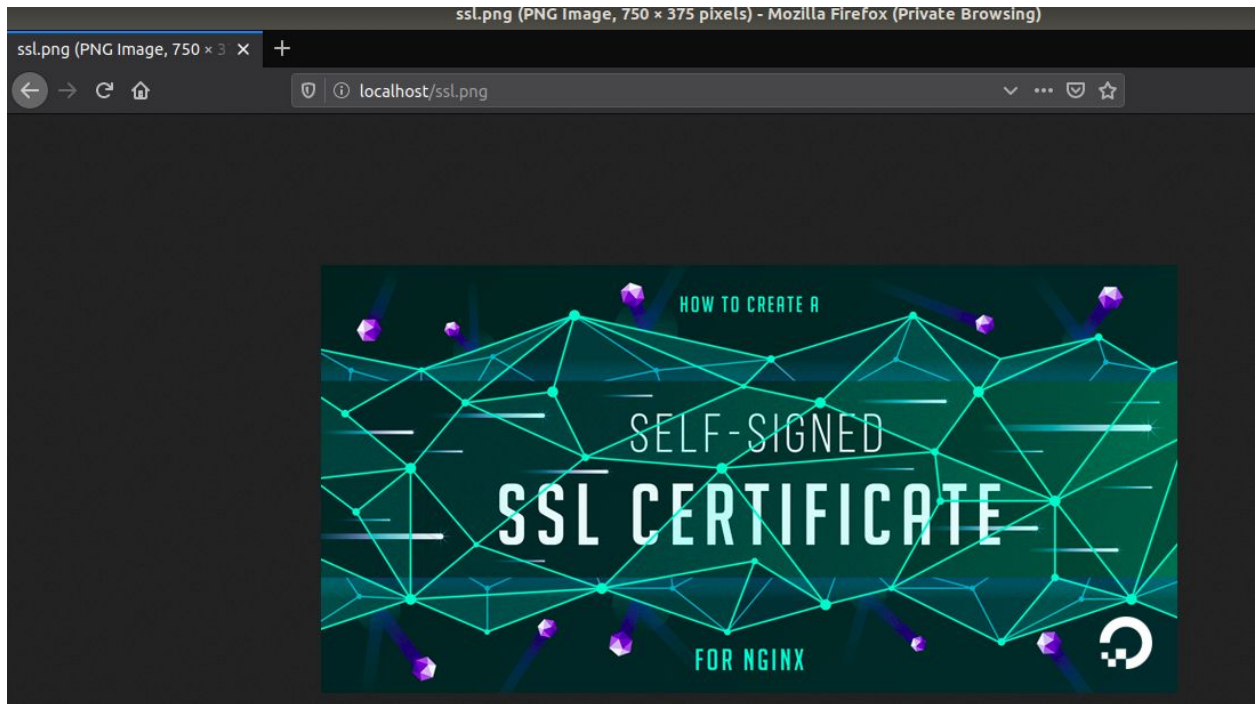 ssl.png (PNG Image, 750 × 375 pixels) - Mozilla Firefox (Private Browsing)
ssl.png (PNG Image, 750 × 3
localhost/ssl.png
HOW TO CREATE A
SELF-SIGNED
SSL CERTIFICATE
FOR NGINX